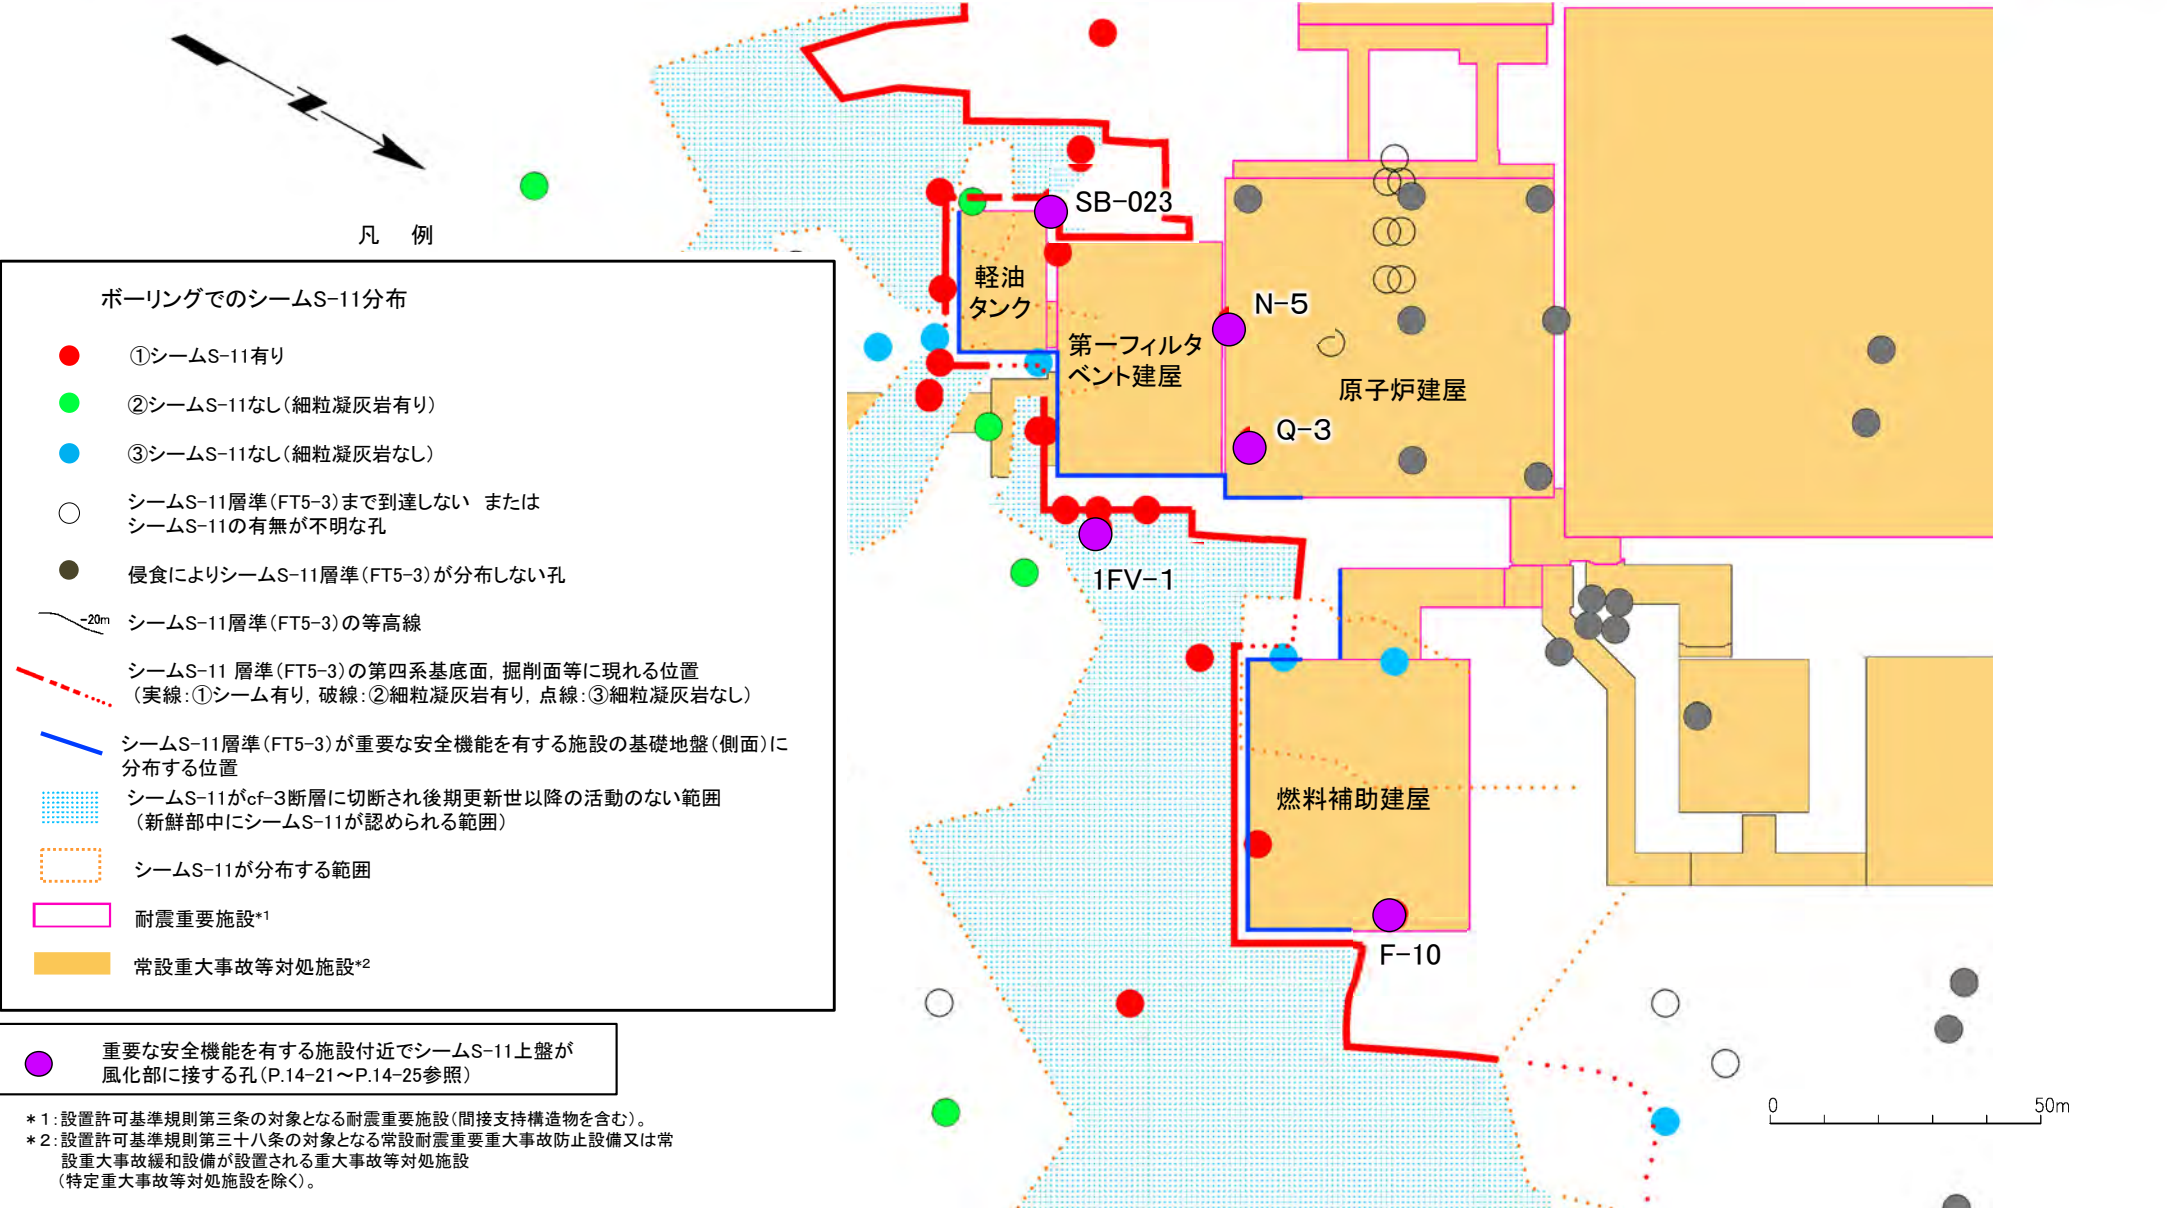 凡 例
ボーリングでのシームS-11分布
①シームS-11有り
②シームS-11なし(細粒凝灰岩有り)
③シームS-11なし(細粒凝灰岩なし)
シームS-11層準(FT5-3)まで到達しない または
シームS-11の有無が不明な孔
侵食によりシームS-11層準(FT5-3)が分布しない孔
-20m
シームS-11層準(FT5-3)の等高線
シームS-11 層準(FT5-3)の第四系基底面, 掘削面等に現れる位置
(実線:①シーム有り, 破線:②細粒凝灰岩有り, 点線:③細粒凝灰岩なし)
シームS-11層準(FT5-3)が重要な安全機能を有する施設の基礎地盤(側面)に
分布する位置
シームS-11がcf-3断層に切断され後期更新世以降の活動のない範囲
(新鮮部中にシームS-11が認められる範囲)
シームS-11が分布する範囲
耐震重要施設*1
常設重大事故等対処施設*2
重要な安全機能を有する施設付近でシームS-11上盤が
風化部に接する孔(P.14-21~P.14-25参照)
*1:設置許可基準規則第三条の対象となる耐震重要施設(間接支持構造物を含む)。
*2:設置許可基準規則第三十八条の対象となる常設耐震重要重大事故防止設備又は常
設重大事故緩和設備が設置される重大事故等対処施設
(特定重大事故等対処施設を除く)。
SB-023
軽油
タンク
N-5
第一フィルタ
ベント建屋
原子炉建屋
Q-3
1FV-1
燃料補助建屋
F-10
0
50m